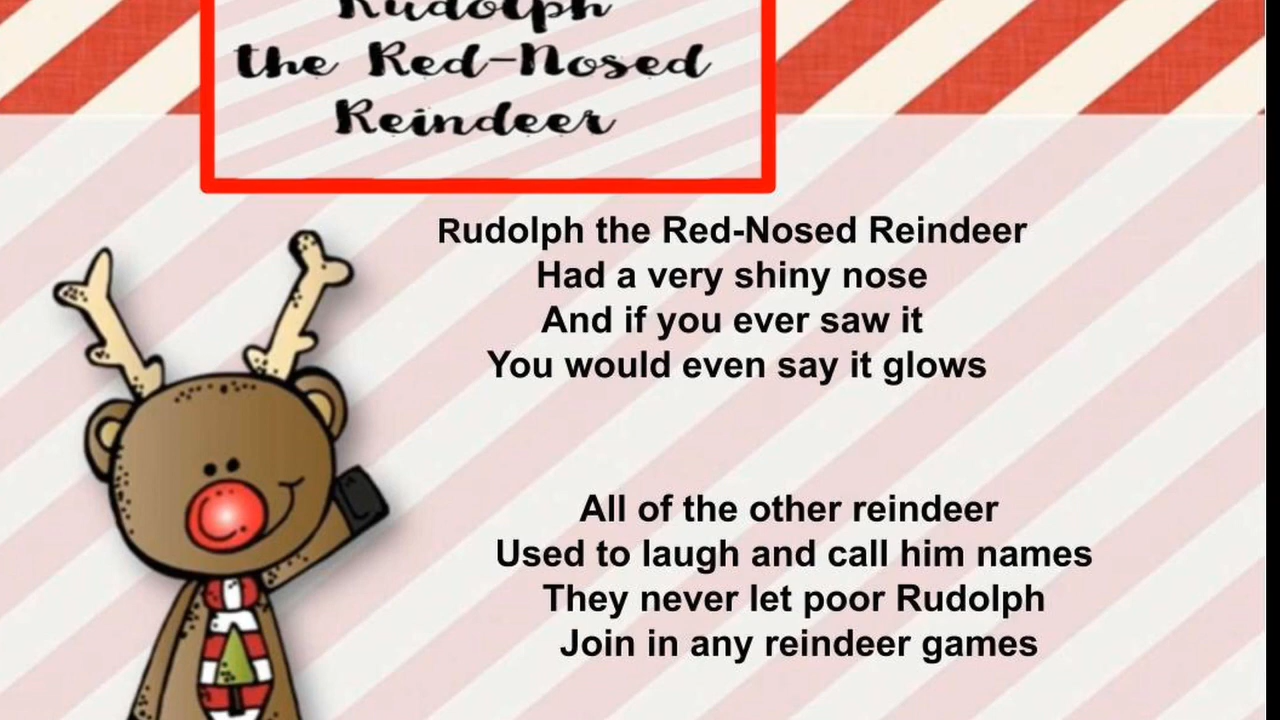 Rudolph
the Red-Nosed
Reindeer
Rudolph the Red-Nosed Reindeer
Had a very shiny nose
And if you ever saw it
You would even say it glows
All of the other reindeer
Used to laugh and call him names
They never let poor Rudolph
Join in any reindeer games